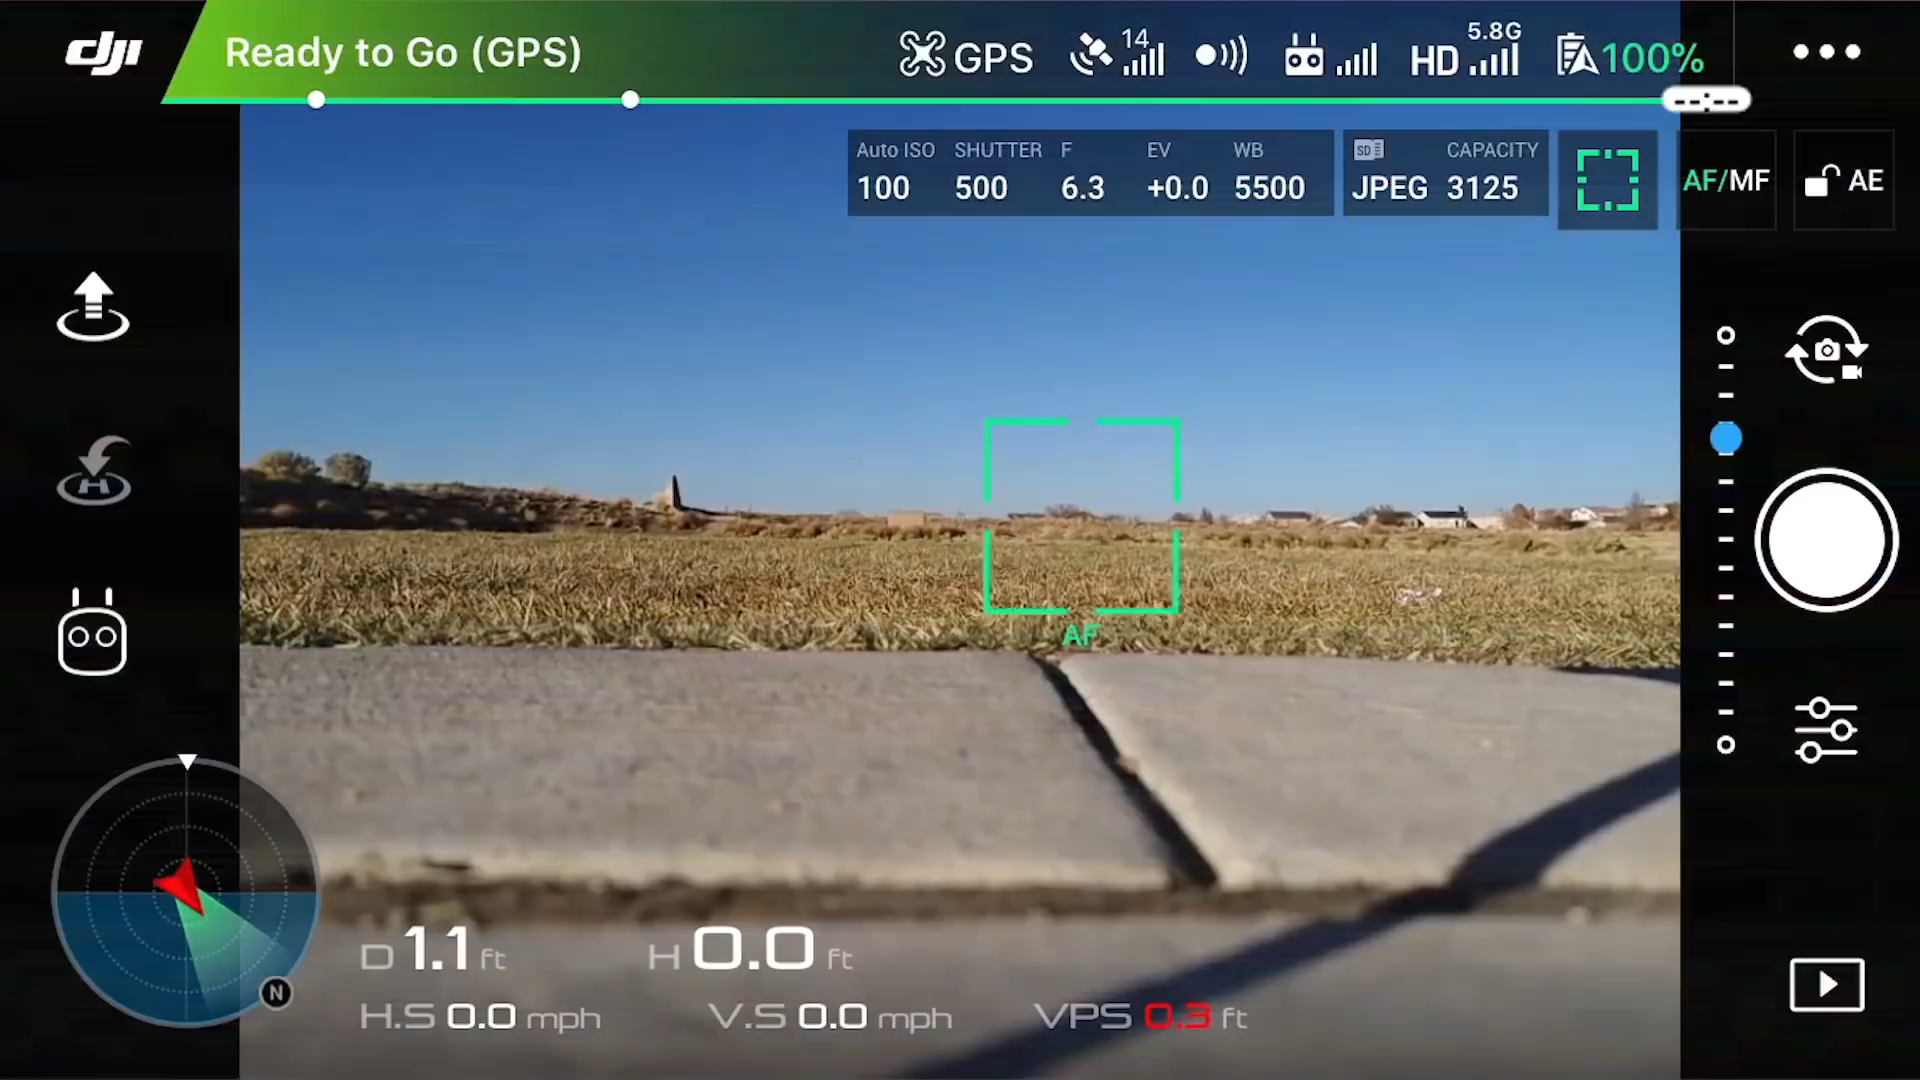 dji
Ready to Go (GPS)
GPS
14
HD 5.8G
100%
Auto ISO SHUTTER F EV WB
100 500 6.3 +0.0 5500
SD CAPACITY
JPEG 3125
AF/MF
AE
H
AF
N
D 1.1 ft H 0.0 ft
H.S 0.0 mph V.S 0.0 mph VPS 0.3 ft